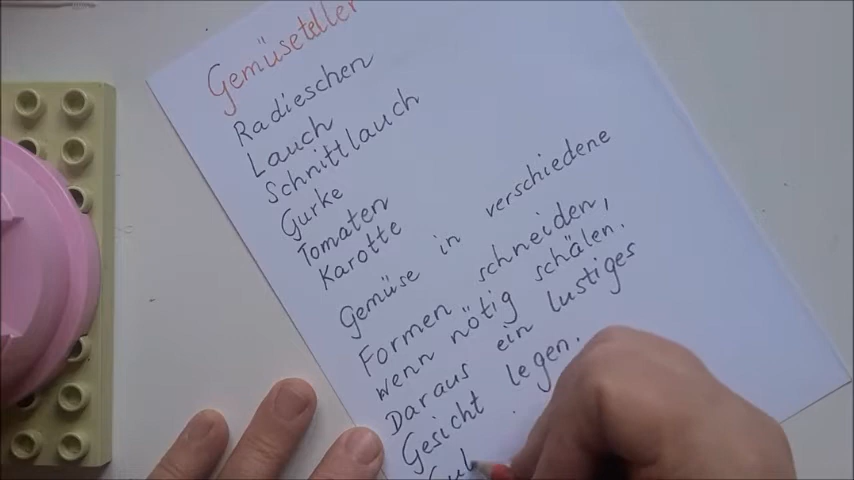 Gemüseteller
Radieschen
Lauch
Schnittlauch
Gurke
Tomaten
Karotte
Gemüse in verschiedene
Formen schneiden,
wenn nötig schälen.
Daraus ein lustiges
Gesicht legen.